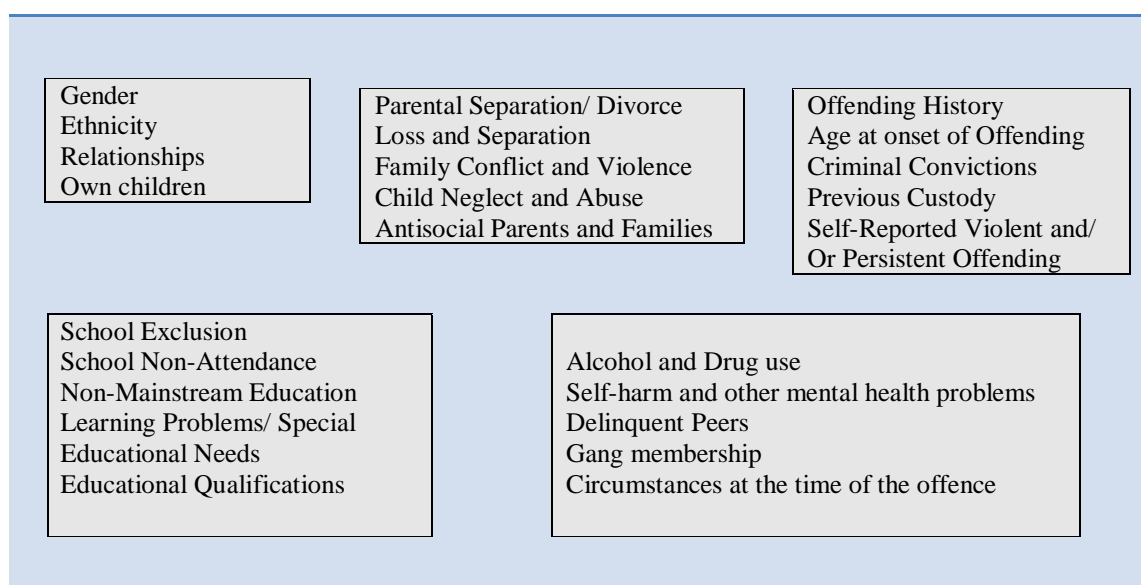 Gender
Ethnicity
Relationships
Own children
Parental Separation/ Divorce
Loss and Separation
Family Conflict and Violence
Child Neglect and Abuse
Antisocial Parents and Families
Offending History
Age at onset of Offending
Criminal Convictions
Previous Custody
Self-Reported Violent and/
Or Persistent Offending
School Exclusion
School Non-Attendance
Non-Mainstream Education
Learning Problems/ Special
Educational Needs
Educational Qualifications
Alcohol and Drug use
Self-harm and other mental health problems
Delinquent Peers
Gang membership
Circumstances at the time of the offence